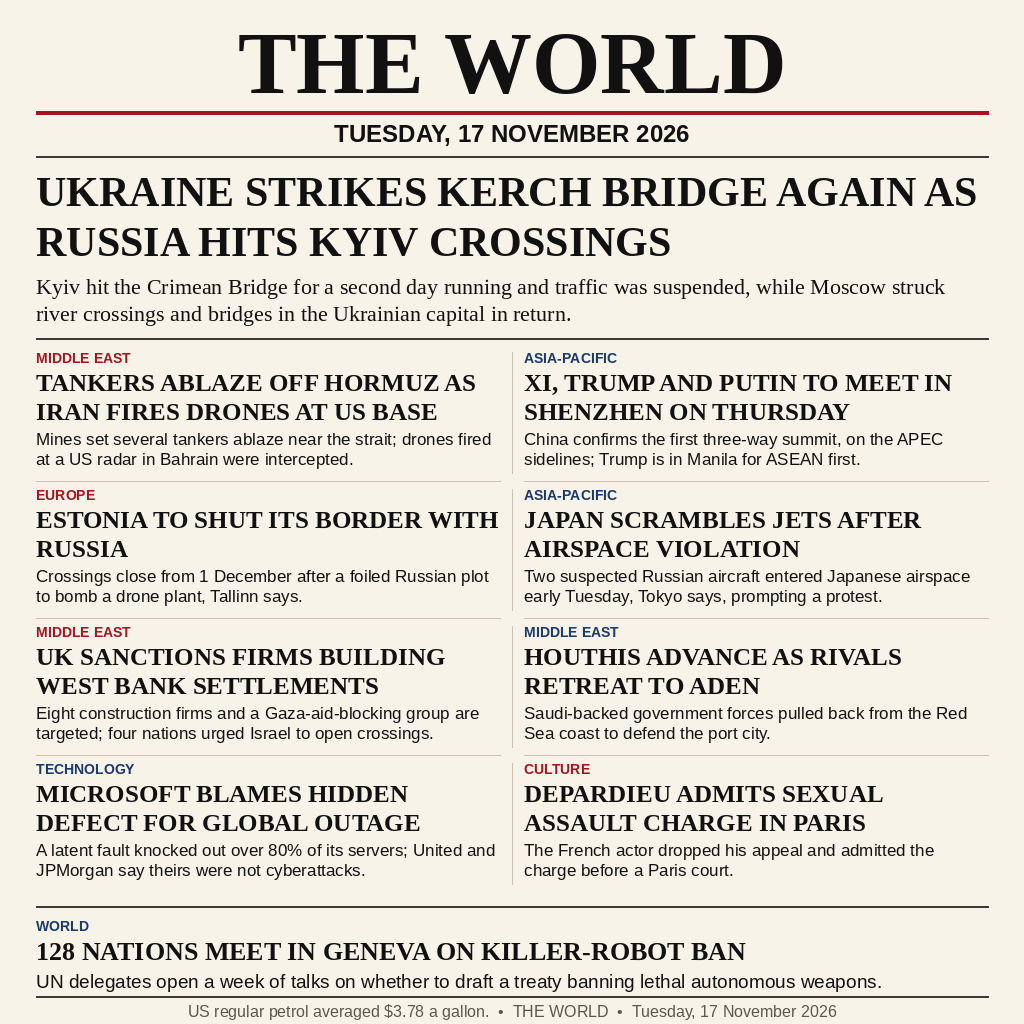 THE WORLD
TUESDAY, 17 NOVEMBER 2026
UKRAINE STRIKES KERCH BRIDGE AGAIN AS
RUSSIA HITS KYIV CROSSINGS
Kyiv hit the Crimean Bridge for a second day running and traffic was suspended, while Moscow struck
river crossings and bridges in the Ukrainian capital in return.
MIDDLE EAST
TANKERS ABLAZE OFF HORMUZ AS
IRAN FIRES DRONES AT US BASE
Mines set several tankers ablaze near the strait; drones fired
at a US radar in Bahrain were intercepted.
ASIA-PACIFIC
XI, TRUMP AND PUTIN TO MEET IN
SHENZHEN ON THURSDAY
China confirms the first three-way summit, on the APEC
sidelines; Trump is in Manila for ASEAN first.
EUROPE
ESTONIA TO SHUT ITS BORDER WITH
RUSSIA
Crossings close from 1 December after a foiled Russian plot
to bomb a drone plant, Tallinn says.
ASIA-PACIFIC
JAPAN SCRAMBLES JETS AFTER
AIRSPACE VIOLATION
Two suspected Russian aircraft entered Japanese airspace
early Tuesday, Tokyo says, prompting a protest.
MIDDLE EAST
UK SANCTIONS FIRMS BUILDING
WEST BANK SETTLEMENTS
Eight construction firms and a Gaza-aid-blocking group are
targeted; four nations urged Israel to open crossings.
MIDDLE EAST
HOUTHIS ADVANCE AS RIVALS
RETREAT TO ADEN
Saudi-backed government forces pulled back from the Red
Sea coast to defend the port city.
TECHNOLOGY
MICROSOFT BLAMES HIDDEN
DEFECT FOR GLOBAL OUTAGE
A latent fault knocked out over 80% of its servers; United and
JPMorgan say theirs were not cyberattacks.
CULTURE
DEPARDIEU ADMITS SEXUAL
ASSAULT CHARGE IN PARIS
The French actor dropped his appeal and admitted the
charge before a Paris court.
WORLD
128 NATIONS MEET IN GENEVA ON KILLER-ROBOT BAN
UN delegates open a week of talks on whether to draft a treaty banning lethal autonomous weapons.
US regular petrol averaged $3.78 a gallon. • THE WORLD • Tuesday, 17 November 2026